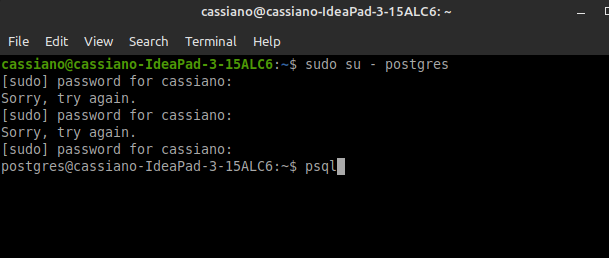 cassiano@cassiano-IdeaPad-3-15ALC6: ~
File Edit View Search Terminal Help
cassiano@cassiano-IdeaPad-3-15ALC6:~$ sudo su - postgres
[sudo] password for cassiano:
Sorry, try again.
[sudo] password for cassiano:
Sorry, try again.
[sudo] password for cassiano:
postgres@cassiano-IdeaPad-3-15ALC6:~$ psql